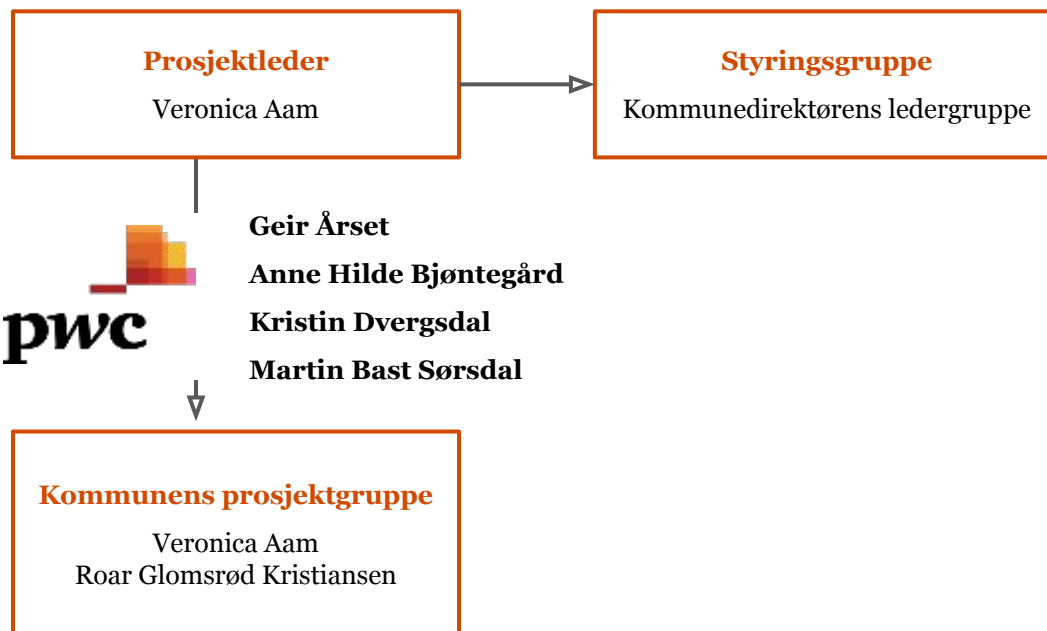 Prosjektleder
Veronica Aam
Styringsgruppe
Kommunedirektørens ledergruppe
pwc
Geir Årset
Anne Hilde Bjøntegård
Kristin Dvergsdal
Martin Bast Sørsdal
Kommunens prosjektgruppe
Veronica Aam
Roar Glomsrød Kristiansen